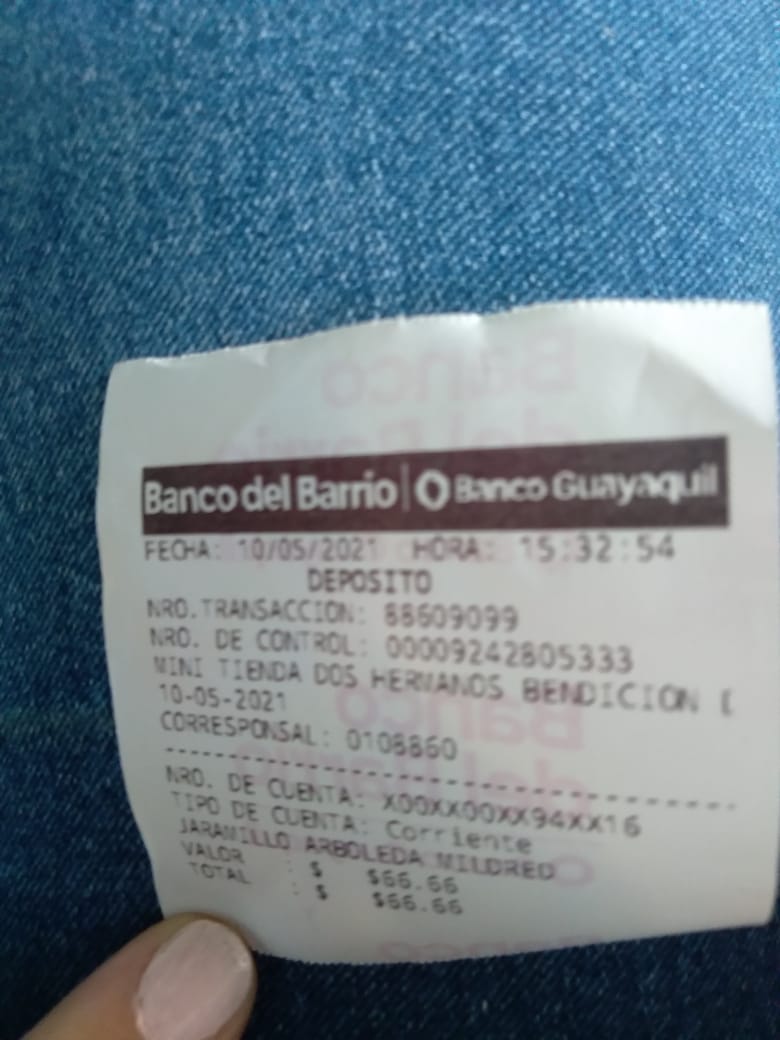 Banco del Barrio | Banco Guayaquil
FECHA: 10/05/2021 HORA: 15:32:54
DEPOSITO
NRO.TRANSACCION: 88609099
NRO. DE CONTROL: 00009242805333
MINI TIENDA DOS HERMANOS BENDICION
10-05-2021
CORRESPONSAL: 0108860
NRO. DE CUENTA: X00XX00XX94XX16
TIPO DE CUENTA: Corriente
JARAMILLO ARBOLEDA MILDRED
VALOR : $ $66.66
TOTAL : $ $66.66